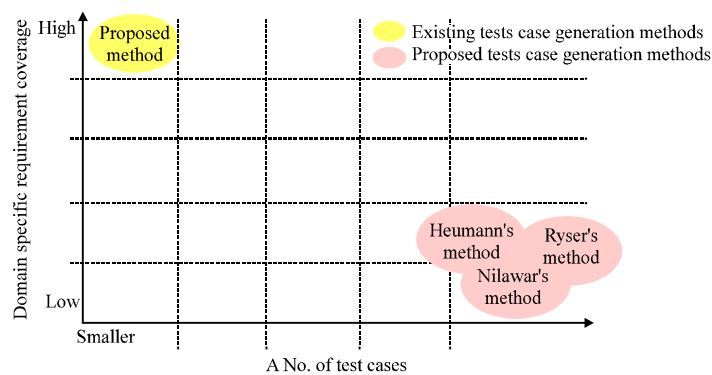 High
Proposed
method
Existing tests case generation methods
Proposed tests case generation methods
Domain specific requirement coverage
Heumann's
method
Ryser's
method
Nilawar's
method
Low
Smaller
A No. of test cases